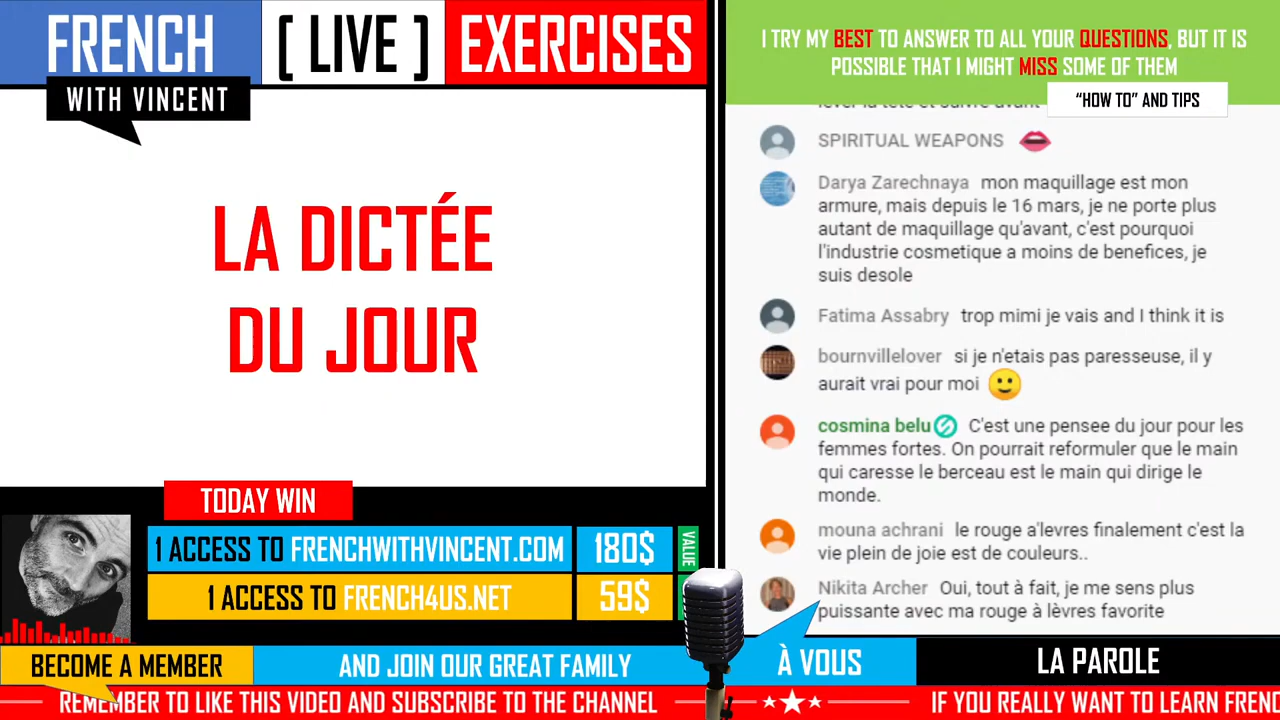 FRENCH
[ LIVE ]
EXERCISES
WITH VINCENT
LA DICTÉE
DU JOUR
TODAY WIN
1 ACCESS TO FRENCHWITHVINCENT.COM
180$
VALUE
1 ACCESS TO FRENCH4US.NET
59$
BECOME A MEMBER
AND JOIN OUR GREAT FAMILY
I TRY MY BEST TO ANSWER TO ALL YOUR QUESTIONS, BUT IT IS
POSSIBLE THAT I MIGHT MISS SOME OF THEM
“HOW TO” AND TIPS
SPIRITUAL WEAPONS
Darya Zarechnaya mon maquillage est mon
armure, mais depuis le 16 mars, je ne porte plus
autant de maquillage qu'avant, c'est pourquoi
l'industrie cosmetique a moins de benefices, je
suis desole
Fatima Assabry trop mimi je vais and I think it is
bournvillelover si je n'etais pas paresseuse, il y
aurait vrai pour moi
cosmina belu C'est une pensee du jour pour les
femmes fortes. On pourrait reformuler que le main
qui caresse le berceau est le main qui dirige le
monde.
mouna achrani le rouge a'levres finalement c'est la
vie plein de joie est de couleurs..
Nikita Archer Oui, tout à fait, je me sens plus
puissante avec ma rouge à lèvres favorite
À VOUS
LA PAROLE
REMEMBER TO LIKE THIS VIDEO AND SUBSCRIBE TO THE CHANNEL
IF YOU REALLY WANT TO LEARN FRENC